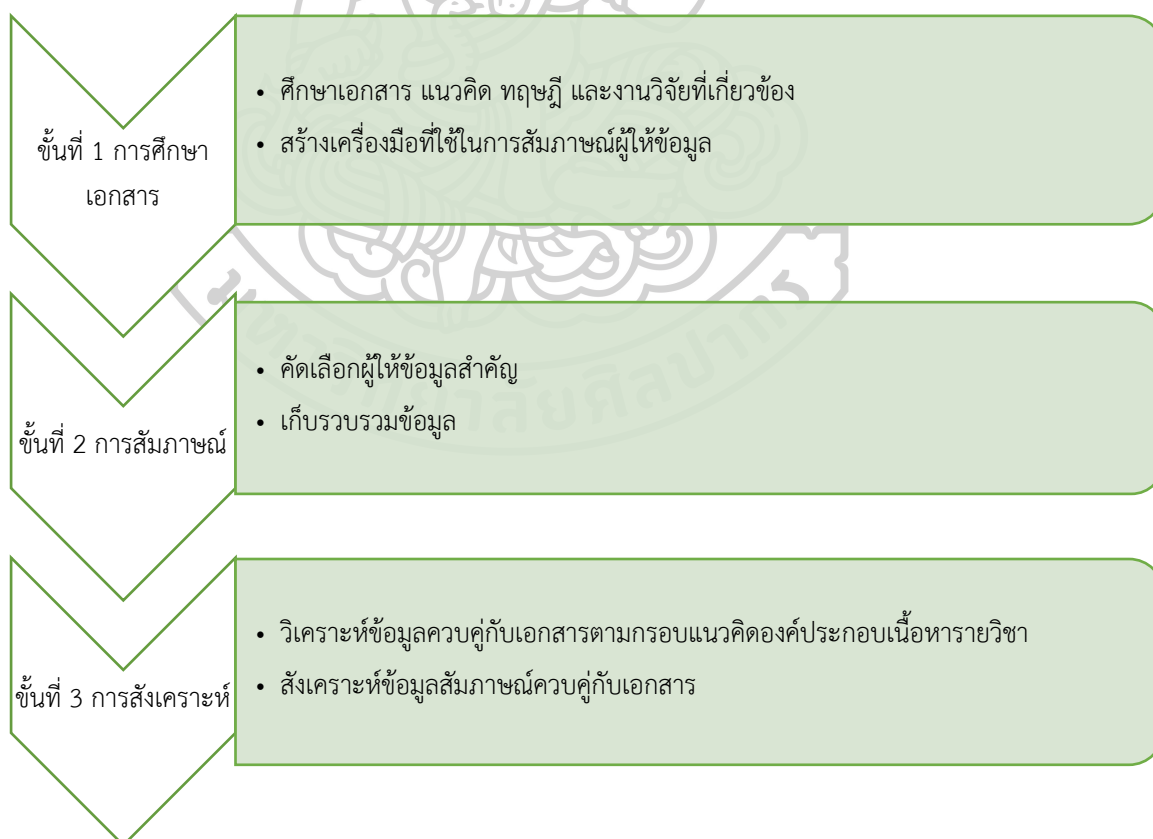 ขั้นที่ 1 การศึกษา
เอกสาร
• ศึกษาเอกสาร แนวคิด ทฤษฎี และงานวิจัยที่เกี่ยวข้อง
• สร้างเครื่องมือที่ใช้ในการสัมภาษณ์ผู้ให้ข้อมูล
ขั้นที่ 2 การสัมภาษณ์
• คัดเลือกผู้ให้ข้อมูลสำคัญ
• เก็บรวบรวมข้อมูล
ขั้นที่ 3 การสังเคราะห์
• วิเคราะห์ข้อมูลควบคู่กับเอกสารตามกรอบแนวคิดองค์ประกอบเนื้อหารายวิชา
• สังเคราะห์ข้อมูลสัมภาษณ์ควบคู่กับเอกสาร